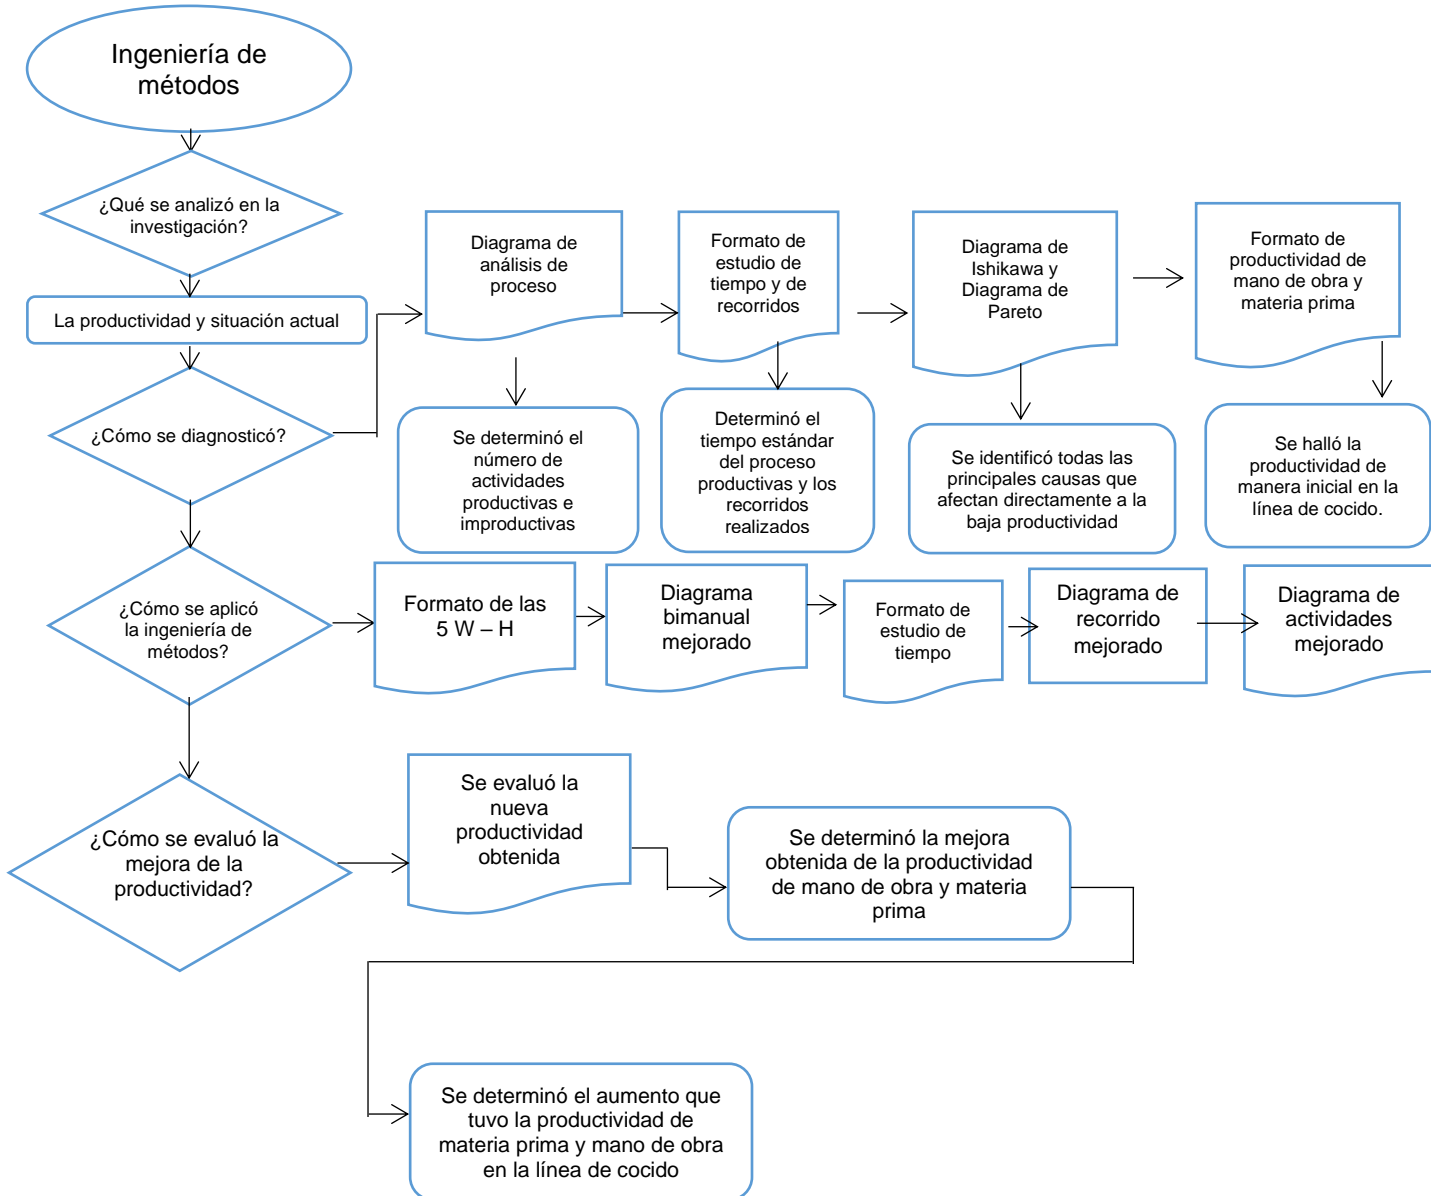 Ingeniería de
métodos
¿Qué se analizó en la
investigación?
La productividad y situación actual
¿Cómo se diagnosticó?
Diagrama de
análisis de
proceso
Formato de
estudio de
tiempo y de
recorridos
Diagrama de
Ishikawa y
Diagrama de
Pareto
Formato de
productividad de
mano de obra y
materia prima
Se determinó el
número de
actividades
productivas e
improductivas
Determinó el
tiempo estándar
del proceso
productivas y los
recorridos
realizados
Se identificó todas las
principales causas que
afectan directamente a la
baja productividad
Se halló la
productividad de
manera inicial en la
línea de cocido.
¿Cómo se aplicó
la ingeniería de
métodos?
Formato de las
5 W – H
Diagrama
bimanual
mejorado
Formato de
estudio de
tiempo
Diagrama de
recorrido
mejorado
Diagrama de
actividades
mejorado
¿Cómo se evaluó la
mejora de la
productividad?
Se evaluó la
nueva
productividad
obtenida
Se determinó la mejora
obtenida de la productividad
de mano de obra y materia
prima
Se determinó el aumento que
tuvo la productividad de
materia prima y mano de obra
en la línea de cocido